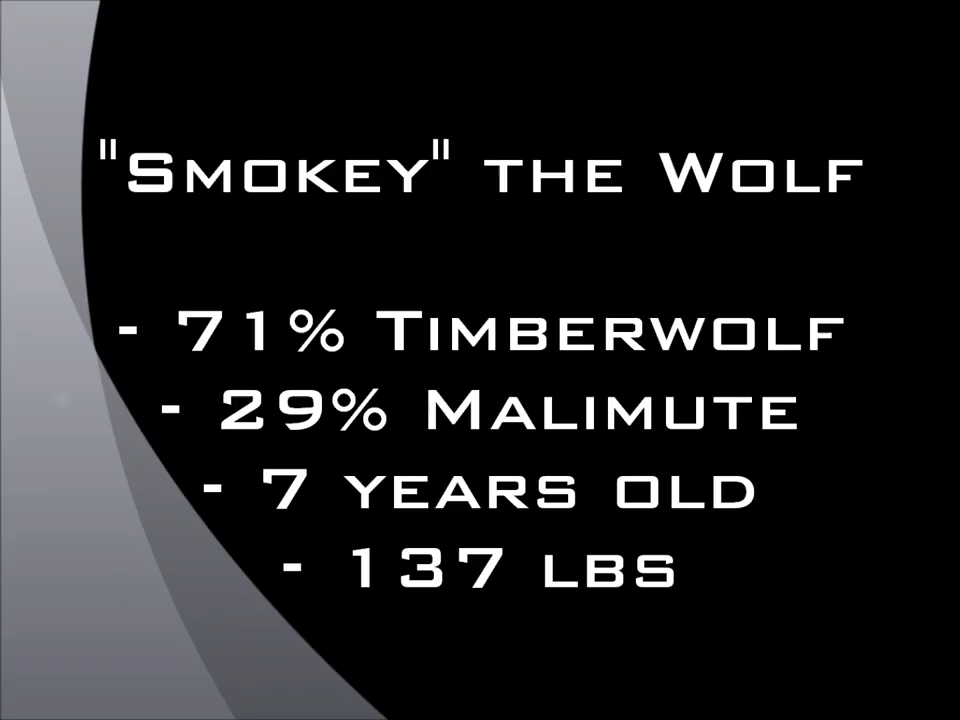 "Smokey" the Wolf
- 71% Timberwolf
- 29% Malimute
- 7 years old
- 137 lbs